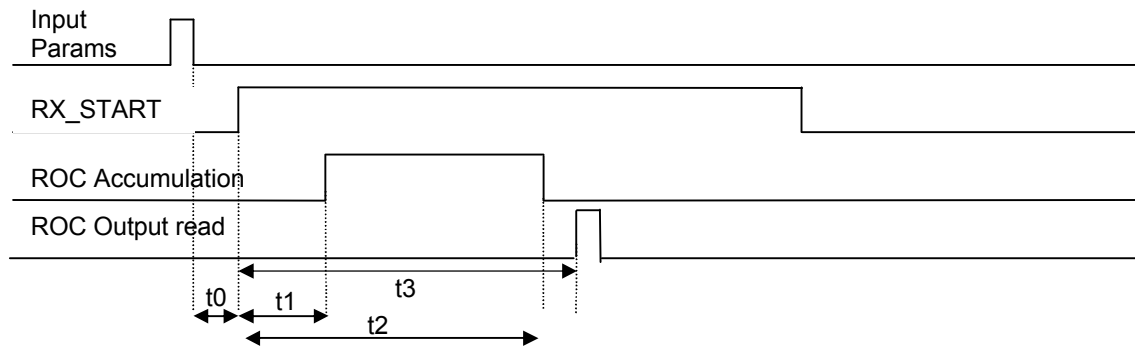 Input
Params
RX_START
ROC Accumulation
ROC Output read
t3
t0
t1
t2